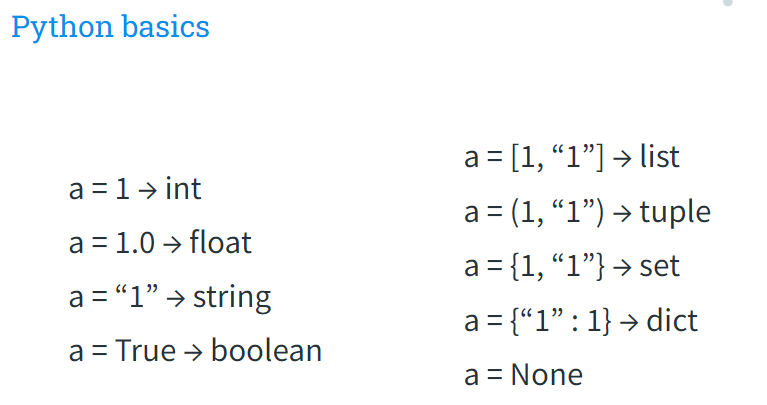 Python basics
a = 1 → int
a = 1.0 → float
a = “1” → string
a = True → boolean
a = [1, “1”] → list
a = (1, “1”) → tuple
a = {1, “1”} → set
a = {“1” : 1} → dict
a = None